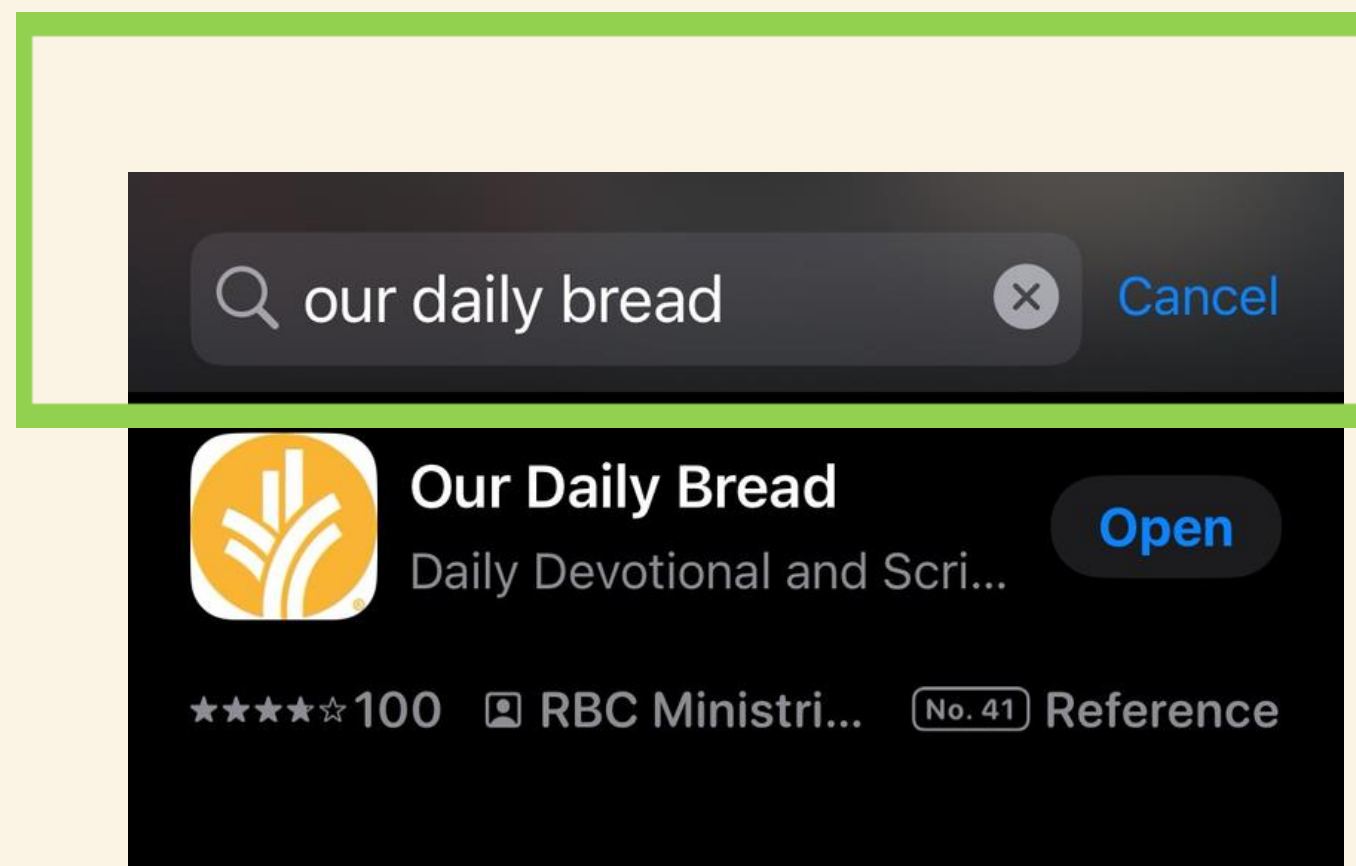 our daily bread Cancel
Our Daily Bread
Open
Daily Devotional and Scri...
100 RBC Ministri... No. 41 Reference